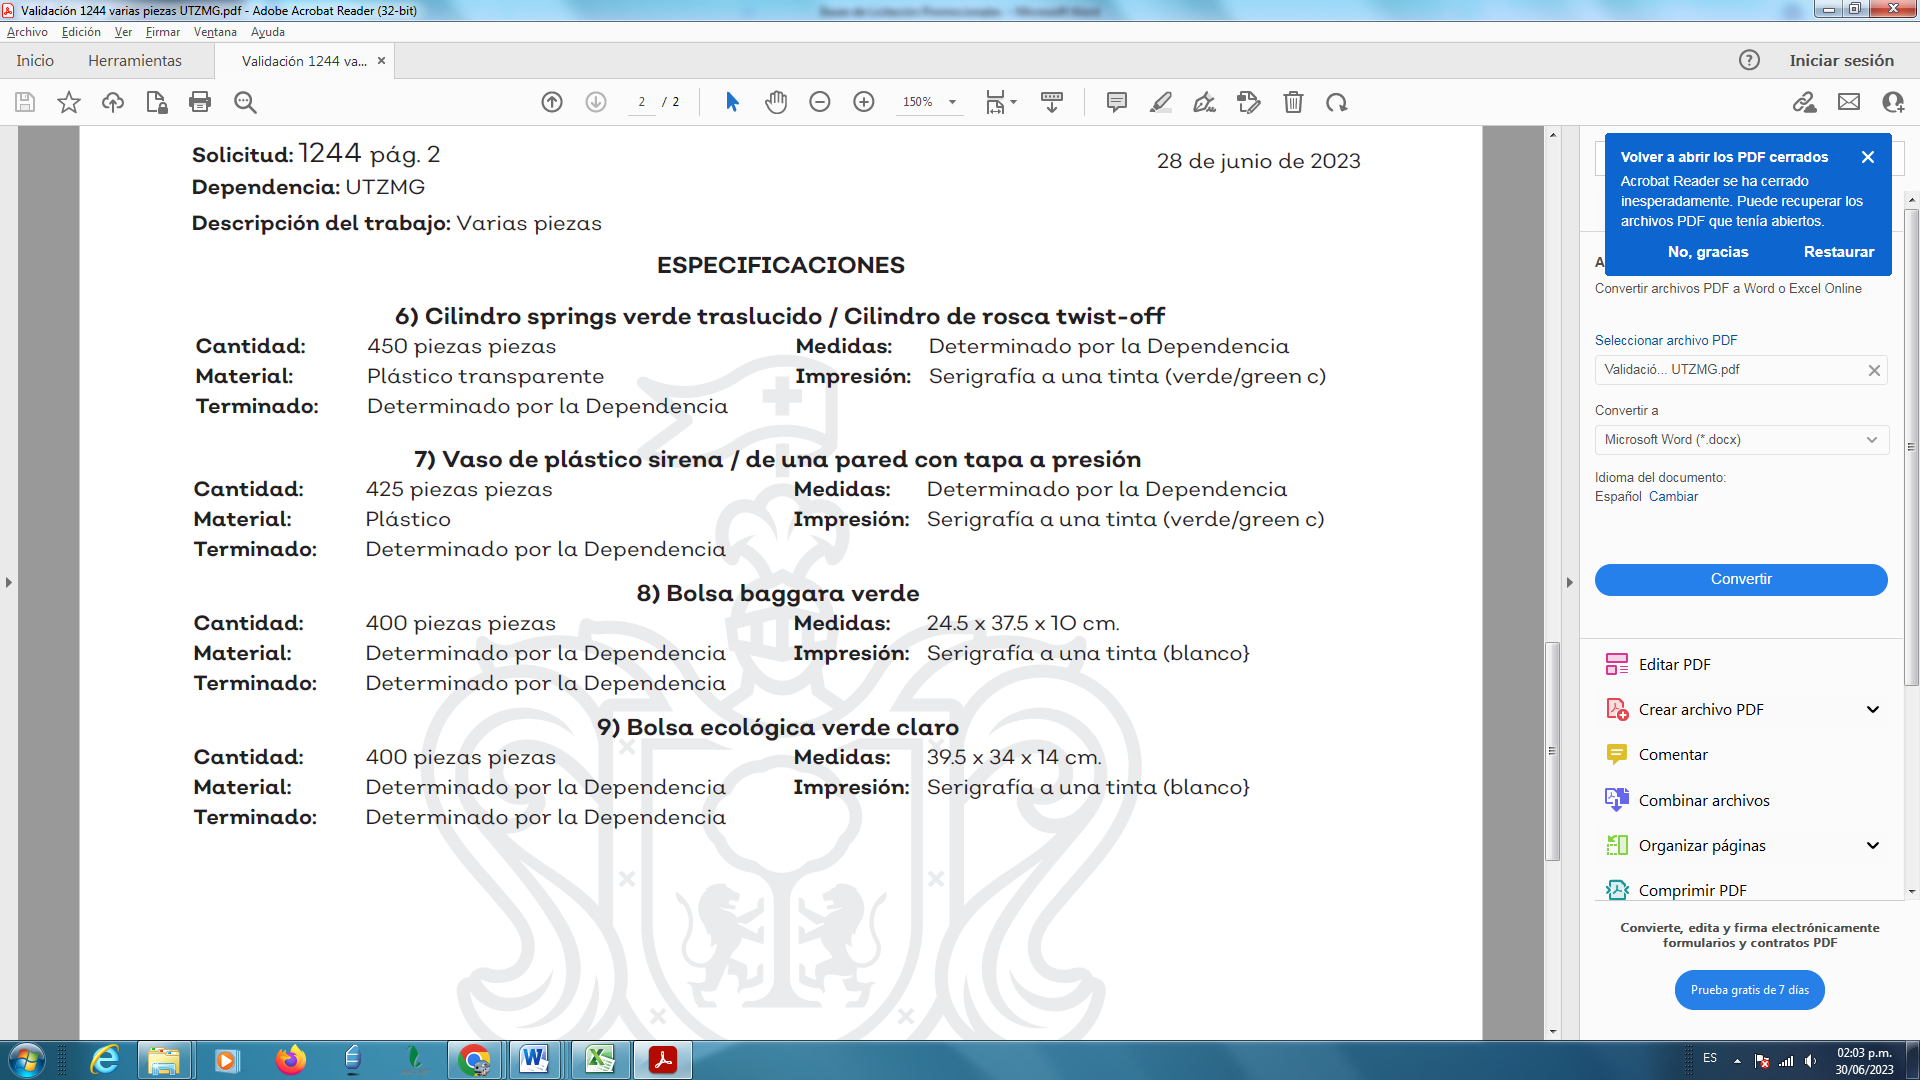 Validación 1244 varias piezas UTZMG.pdf - Adobe Acrobat Reader (32-bit)
Archivo Edición Ver Firmar Ventana Ayuda
Inicio Herramientas Validación 1244 va... Iniciar sesión
2 / 2 150%
Solicitud: 1244 pág. 2
28 de junio de 2023
Dependencia: UTZMG
Descripción del trabajo: Varias piezas
ESPECIFICACIONES
6) Cilindro springs verde traslucido / Cilindro de rosca twist-off
Cantidad: 450 piezas piezas Medidas: Determinado por la Dependencia
Material: Plástico transparente Impresión: Serigrafía a una tinta (verde/green c)
Terminado: Determinado por la Dependencia
7) Vaso de plástico sirena / de una pared con tapa a presión
Cantidad: 425 piezas piezas Medidas: Determinado por la Dependencia
Material: Plástico Impresión: Serigrafía a una tinta (verde/green c)
Terminado: Determinado por la Dependencia
8) Bolsa baggara verde
Cantidad: 400 piezas piezas Medidas: 24.5 x 37.5 x 1O cm.
Material: Determinado por la Dependencia Impresión: Serigrafía a una tinta (blanco}
Terminado: Determinado por la Dependencia
9) Bolsa ecológica verde claro
Cantidad: 400 piezas piezas Medidas: 39.5 x 34 x 14 cm.
Material: Determinado por la Dependencia Impresión: Serigrafía a una tinta (blanco}
Terminado: Determinado por la Dependencia
Volver a abrir los PDF cerrados
Acrobat Reader se ha cerrado
inesperadamente. Puede recuperar los
archivos PDF que tenía abiertos.
No, gracias Restaurar
Convertir archivos PDF a Word o Excel Online
Seleccionar archivo PDF
Validació... UTZMG.pdf
Convertir a
Microsoft Word (*.docx)
Idioma del documento:
Español Cambiar
Convertir
Editar PDF
Crear archivo PDF
Comentar
Combinar archivos
Organizar páginas
Comprimir PDF
Convierte, edita y firma electrónicamente
formularios y contratos PDF
Prueba gratis de 7 días
ES
02:03 p.m.
30/06/2023